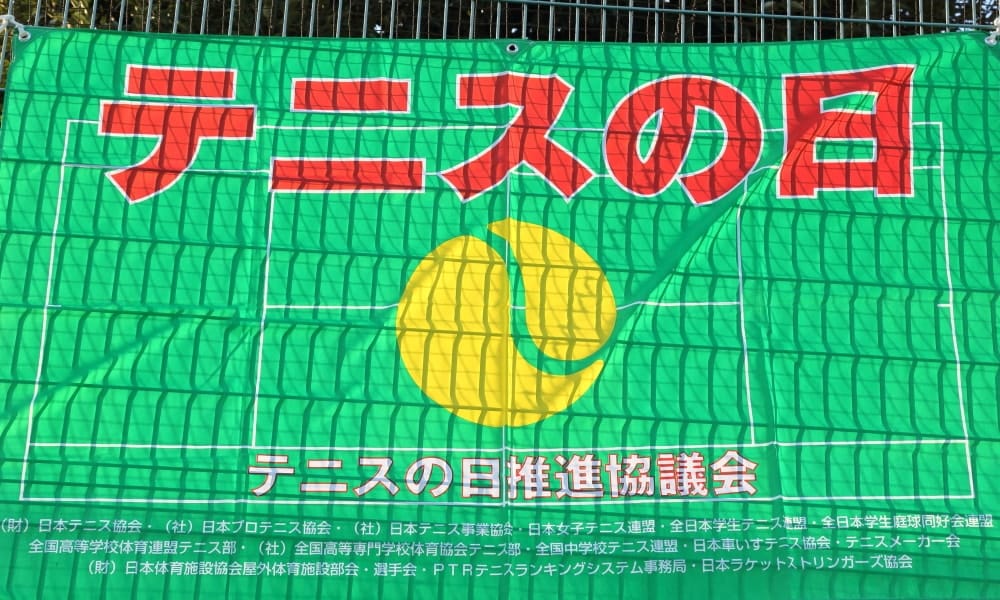 テニスの日
テニスの日推進協議会
（財）日本テニス協会・（社）日本プロテニス協会・（社）日本テニス事業協会・日本女子テニス連盟・全日本学生テニス連盟・全日本学生庭球同好会連盟
全国高等学校体育連盟テニス部・（社）全国高等専門学校体育協会テニス部・全国中学校テニス連盟・日本車いすテニス協会・テニスメーカー会
（財）日本体育施設協会屋外体育施設部会・選手会・ＰＴＲテニスランキングシステム事務局・日本ラケットストリンガーズ協会